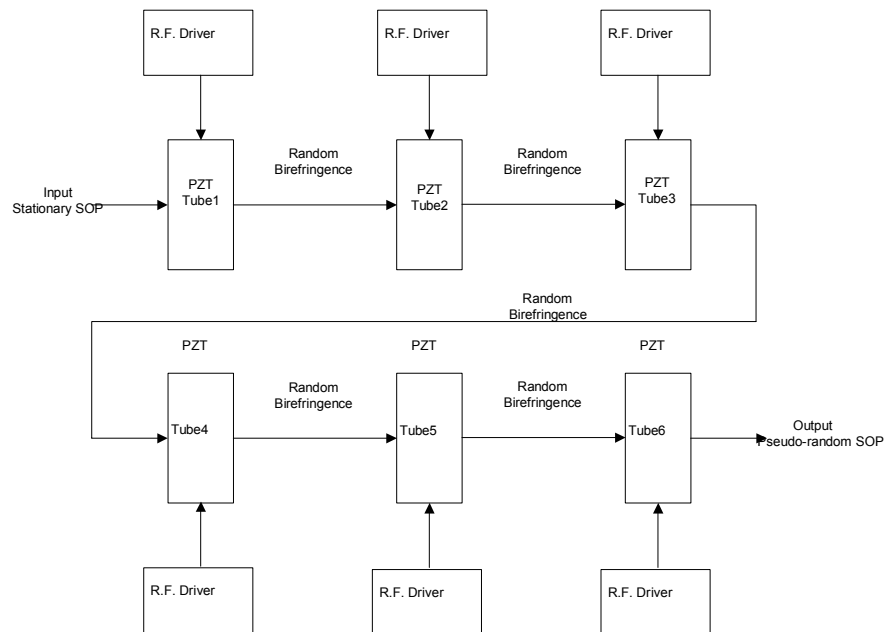 R.F. Driver
R.F. Driver
R.F. Driver
Random
Birefringence
Random
Birefringence
Input
Stationary SOP
PZT
Tube1
PZT
Tube2
PZT
Tube3
Random
Birefringence
PZT
PZT
PZT
Random
Birefringence
Random
Birefringence
Tube4
Tube5
Tube6
Output
Pseudo-random SOP
R.F. Driver
R.F. Driver
R.F. Driver